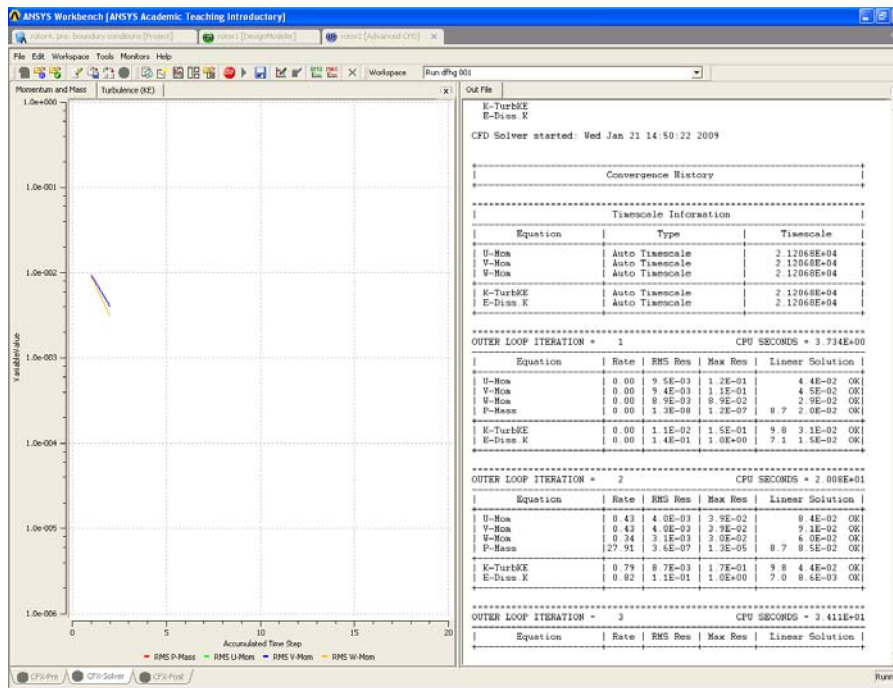 ANSYS Workbench [ANSYS Academic Teaching Introductory]
rotor1 [DesignModeler]
rotor2 [Advanced CFD]
File Edit Workspace Tools Monitors Help
Workspace Run dfhg 001
Momentum and Mass Turbulence (KE)
1.0e+000
1.0e-001
1.0e-002
1.0e-003
1.0e-004
1.0e-005
1.0e-006
Variable Value
0 5 10 15 20
Accumulated Time Step
RMS P-Mass RMS U-Mom RMS V-Mom RMS W-Mom
Out File
K-TurbKE
E-Diss.K
CFD Solver started: Wed Jan 21 14:50:22 2009
Convergence History
Timescale Information
| Equation | Type | Timescale |
| U-Mom | Auto Timescale | 2.12068E+04 |
| V-Mom | Auto Timescale | 2.12068E+04 |
| W-Mom | Auto Timescale | 2.12068E+04 |
| K-TurbKE | Auto Timescale | 2.12068E+04 |
| E-Diss.K | Auto Timescale | 2.12068E+04 |
OUTER LOOP ITERATION = 1 CPU SECONDS = 3.734E+00
| Equation | Rate | RMS Res | Max Res | Linear Solution |
| U-Mom | 0.00 | 9.5E-03 | 1.2E-01 | 4.4E-02 OK|
| V-Mom | 0.00 | 9.4E-03 | 1.1E-01 | 4.5E-02 OK|
| W-Mom | 0.00 | 8.9E-03 | 8.9E-02 | 2.9E-02 OK|
| P-Mass | 0.00 | 1.3E-08 | 1.2E-07 | 8.7 2.0E-02 OK|
| K-TurbKE | 0.00 | 1.1E-02 | 1.5E-01 | 9.8 3.1E-02 OK|
| E-Diss.K | 0.00 | 1.4E-01 | 1.0E+00 | 7.1 1.5E-02 OK|
OUTER LOOP ITERATION = 2 CPU SECONDS = 2.008E+01
| Equation | Rate | RMS Res | Max Res | Linear Solution |
| U-Mom | 0.43 | 4.0E-03 | 3.9E-02 | 8.4E-02 OK|
| V-Mom | 0.43 | 4.0E-03 | 3.9E-02 | 9.1E-02 OK|
| W-Mom | 0.34 | 3.1E-03 | 3.0E-02 | 6.0E-02 OK|
| P-Mass |27.91 | 3.6E-07 | 1.3E-05 | 8.7 8.5E-02 OK|
| K-TurbKE | 0.79 | 8.7E-03 | 1.7E-01 | 9.8 4.4E-02 OK|
| E-Diss.K | 0.82 | 1.1E-01 | 1.0E+00 | 7.0 8.6E-03 OK|
OUTER LOOP ITERATION = 3 CPU SECONDS = 3.411E+01
| Equation | Rate | RMS Res | Max Res | Linear Solution |
CFX-Pre CFX-Solver CFX-Post